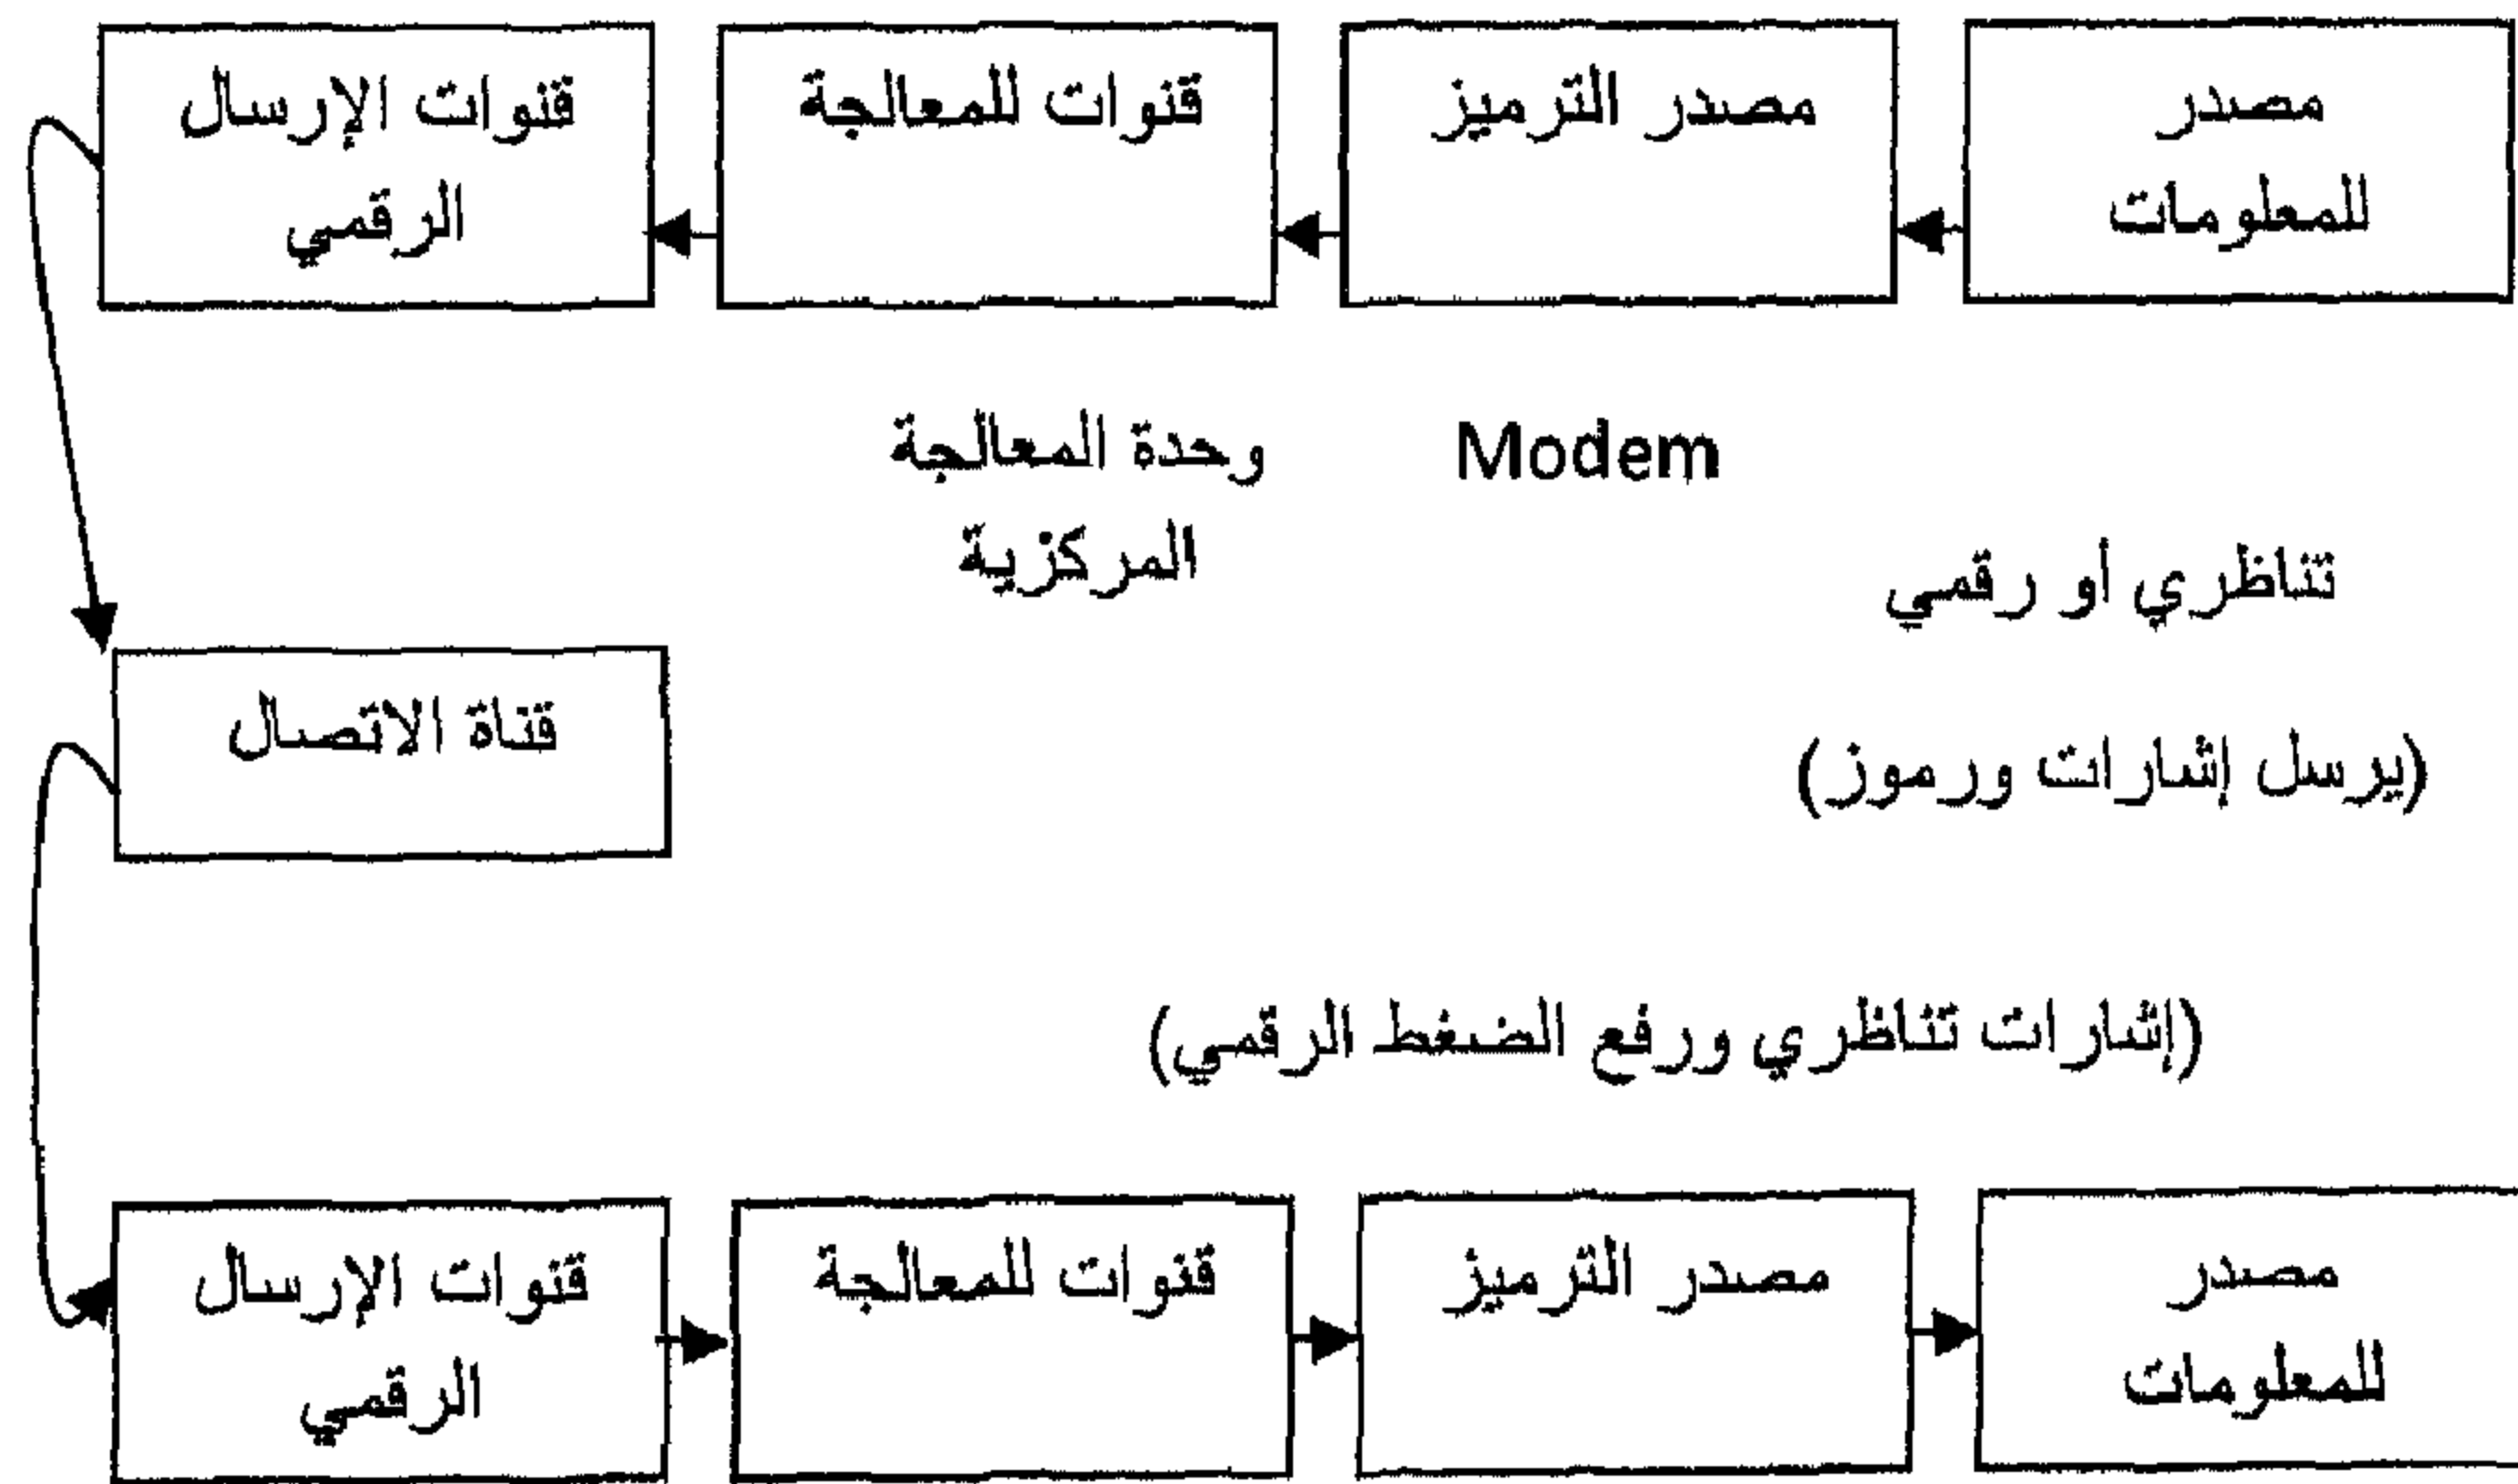 مصدر
للمعلومات
مصدر الترميز
قنوات للمعالجة
قنوات الإرسال
الرقمي
Modem
وحدة المعالجة
المركزية
تناظري أو رقمي
قناة الاتصال
(يرسل إشارات ورموز)
(إشارات تناظري ورفع الضغط الرقمي)
مصدر
للمعلومات
مصدر الترميز
قنوات للمعالجة
قنوات الإرسال
الرقمي